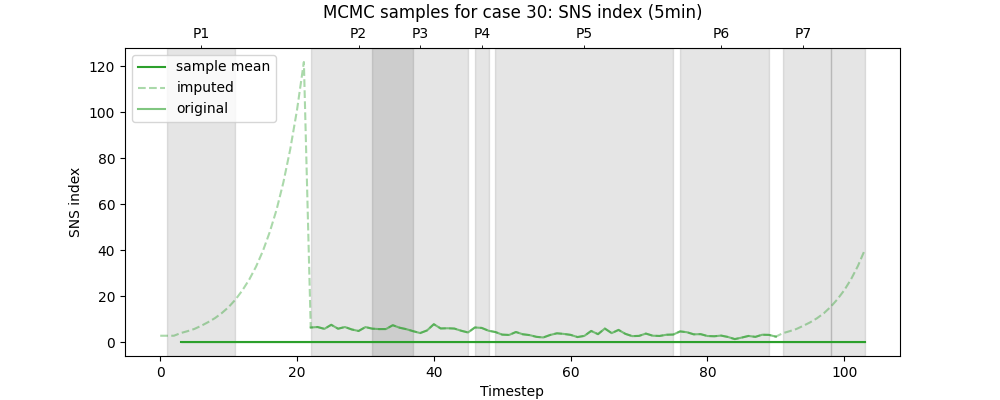 MCMC samples for case 30: SNS index (5min)
P1 P2 P3 P4 P5 P6 P7
sample mean
imputed
original
SNS index
120
100
80
60
40
20
0
0 20 40 60 80 100
Timestep